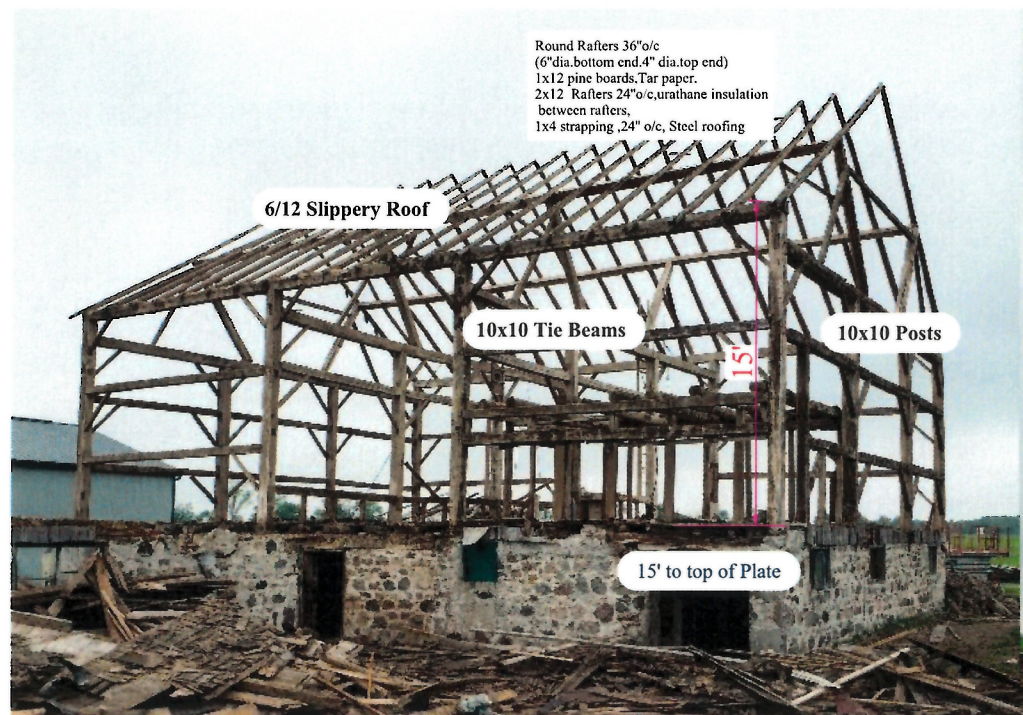 Round Rafters 36"o/c
(6"dia.bottom end.4" dia.top end)
1x12 pine boards.Tar paper.
2x12 Rafters 24"o/c,urathane insulation
between rafters,
1x4 strapping ,24" o/c, Steel roofing
6/12 Slippery Roof
10x10 Tie Beams
10x10 Posts
15'
15' to top of Plate